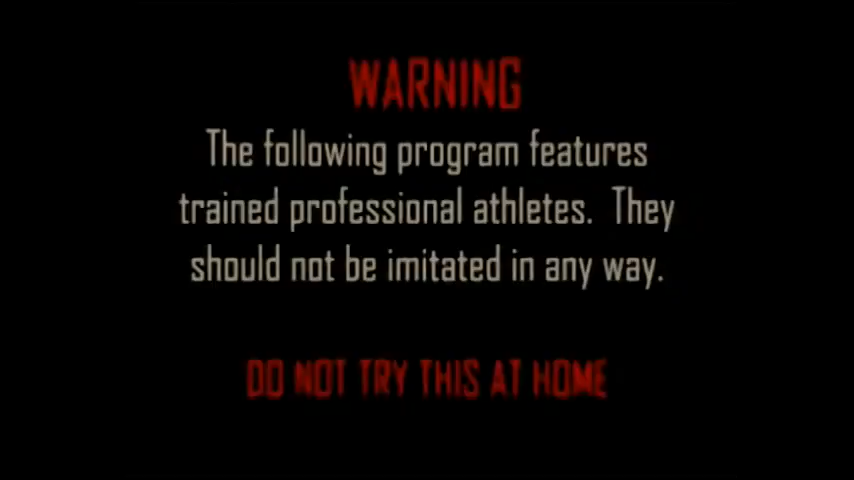 WARNING
The following program features
trained professional athletes. They
should not be imitated in any way.
DO NOT TRY THIS AT HOME